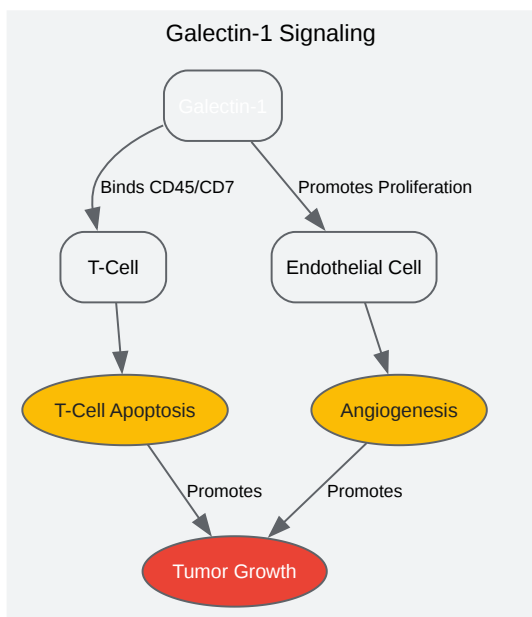 Galectin-1 Signaling
Galectin-1
Binds CD45/CD7
Promotes Proliferation
T-Cell
Endothelial Cell
T-Cell Apoptosis
Angiogenesis
Promotes
Promotes
Tumor Growth